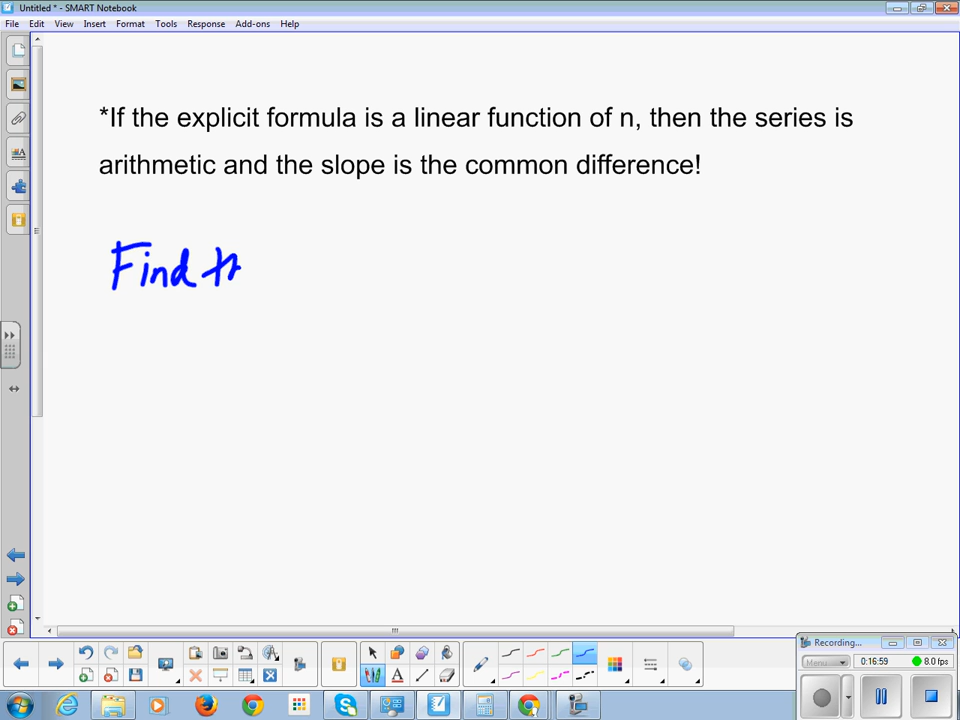 Untitled * - SMART Notebook
File Edit View Insert Format Tools Response Add-ons Help
*If the explicit formula is a linear function of n, then the series is
arithmetic and the slope is the common difference!
Find th
Recording...
Menu 0:16:59 8.0 fps